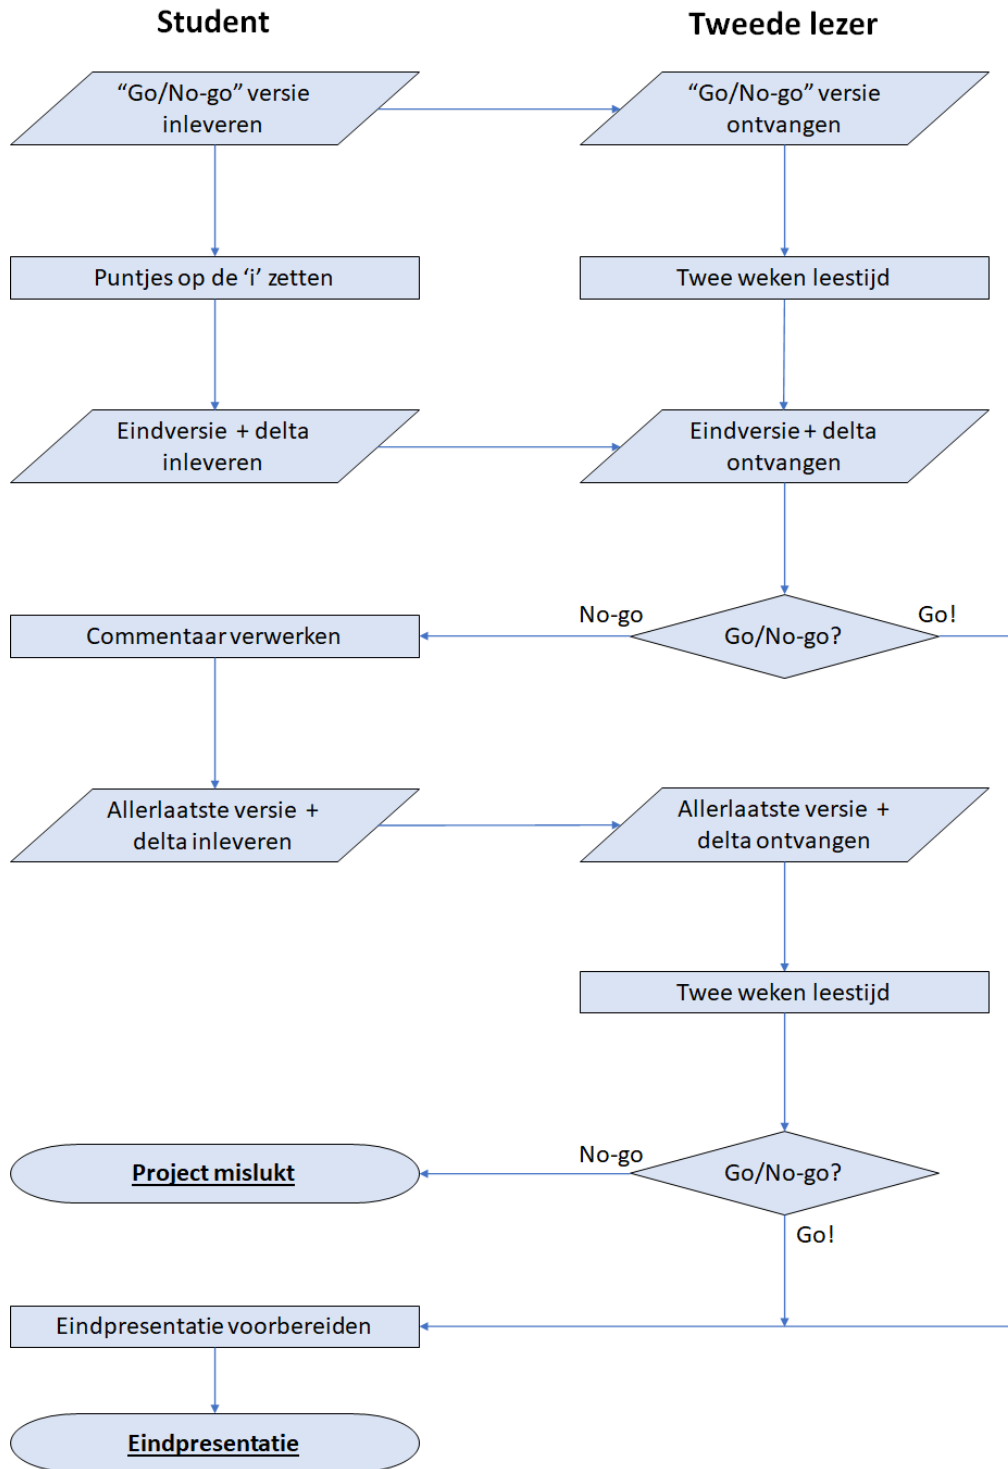 Student
Tweede lezer
“Go/No-go” versie
inleveren
“Go/No-go” versie
ontvangen
Puntjes op de ‘i’ zetten
Twee weken leestijd
Eindversie + delta
inleveren
Eindversie + delta
ontvangen
No-go
Go!
Commentaar verwerken
Go/No-go?
Allerlaatste versie +
delta inleveren
Allerlaatste versie +
delta ontvangen
Twee weken leestijd
No-go
Project mislukt
Go/No-go?
Go!
Eindpresentatie voorbereiden
Eindpresentatie